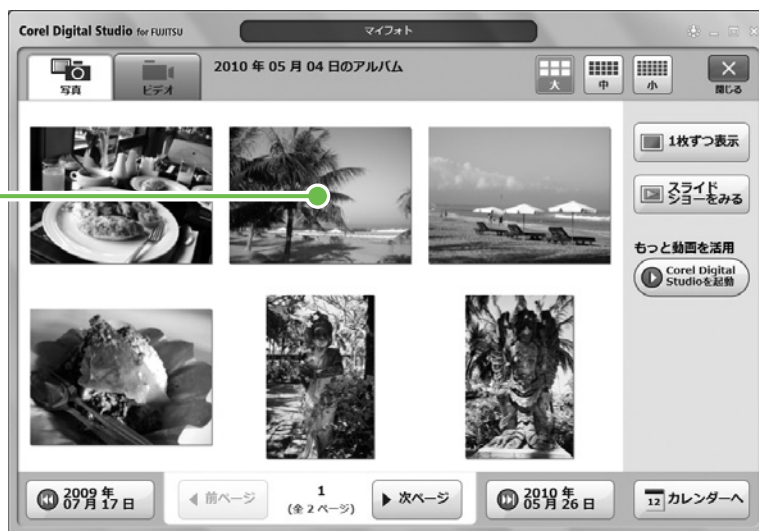 Corel Digital Studio for FUJITSU
マイフォト
写真
ビデオ
2010 年 05 月 04 日のアルバム
大
中
小
閉じる
1枚ずつ表示
スライド
ショーをみる
もっと動画を活用
Corel Digital
Studioを起動
2009 年
07 月 17 日
前ページ
1
(全 2 ページ)
次ページ
2010 年
05 月 26 日
12
カレンダーへ